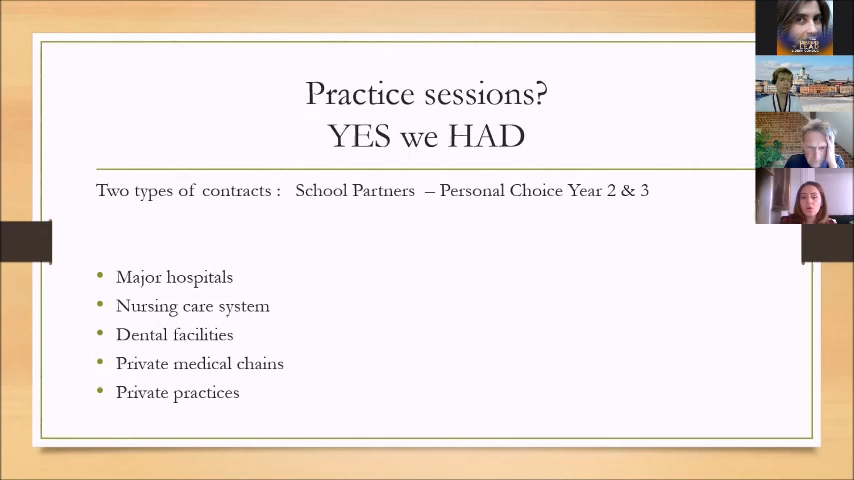 Practice sessions?
YES we HAD
Two types of contracts : School Partners – Personal Choice Year 2 & 3
• Major hospitals
• Nursing care system
• Dental facilities
• Private medical chains
• Private practices